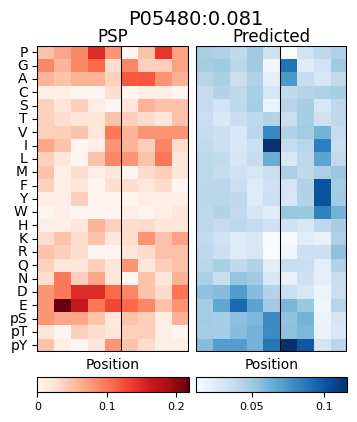 P05480:0.081
PSP Predicted
P
G
A
C
S
T
V
I
L
M
F
Y
W
H
K
R
Q
N
D
E
pS
pT
pY
Position Position
0 0.1 0.2 0.05 0.1